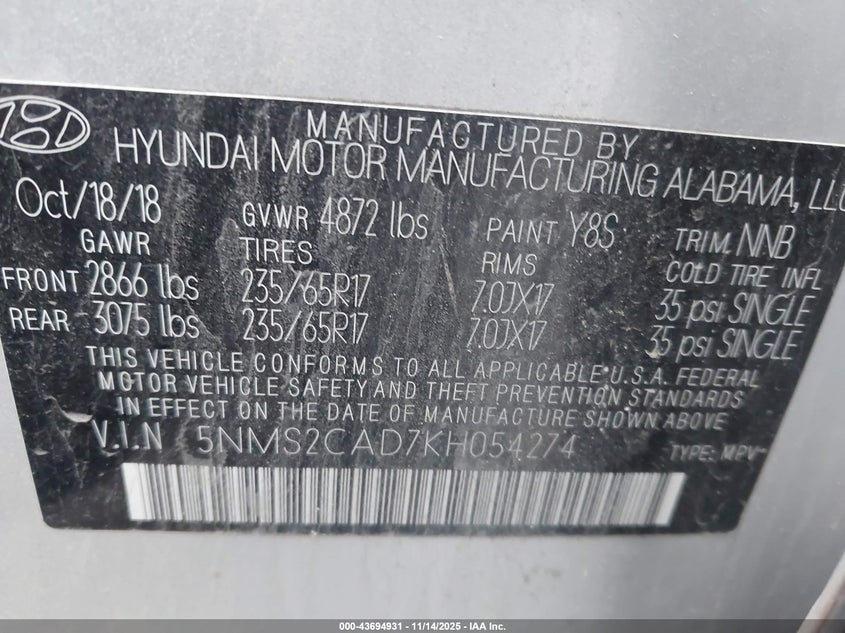 MANUFACTURED BY
HYUNDAI MOTOR MANUFACTURING ALABAMA, LLC
Oct/18/18 GVWR 4872 lbs PAINT Y8S TRIM NNB
GAWR TIRES RIMS COLD TIRE INFL
FRONT 2866 lbs 235/65R17 7.0JX17 35 psi SINGLE
REAR 3075 lbs 235/65R17 7.0JX17 35 psi SINGLE
THIS VEHICLE CONFORMS TO ALL APPLICABLE U.S.A. FEDERAL
MOTOR VEHICLE SAFETY AND THEFT PREVENTION STANDARDS
IN EFFECT ON THE DATE OF MANUFACTURE SHOWN ABOVE
V.I.N 5NMS2CAD7KH054274 TYPE: MPV
000-43694931 - 11/14/2025 - IAA Inc.